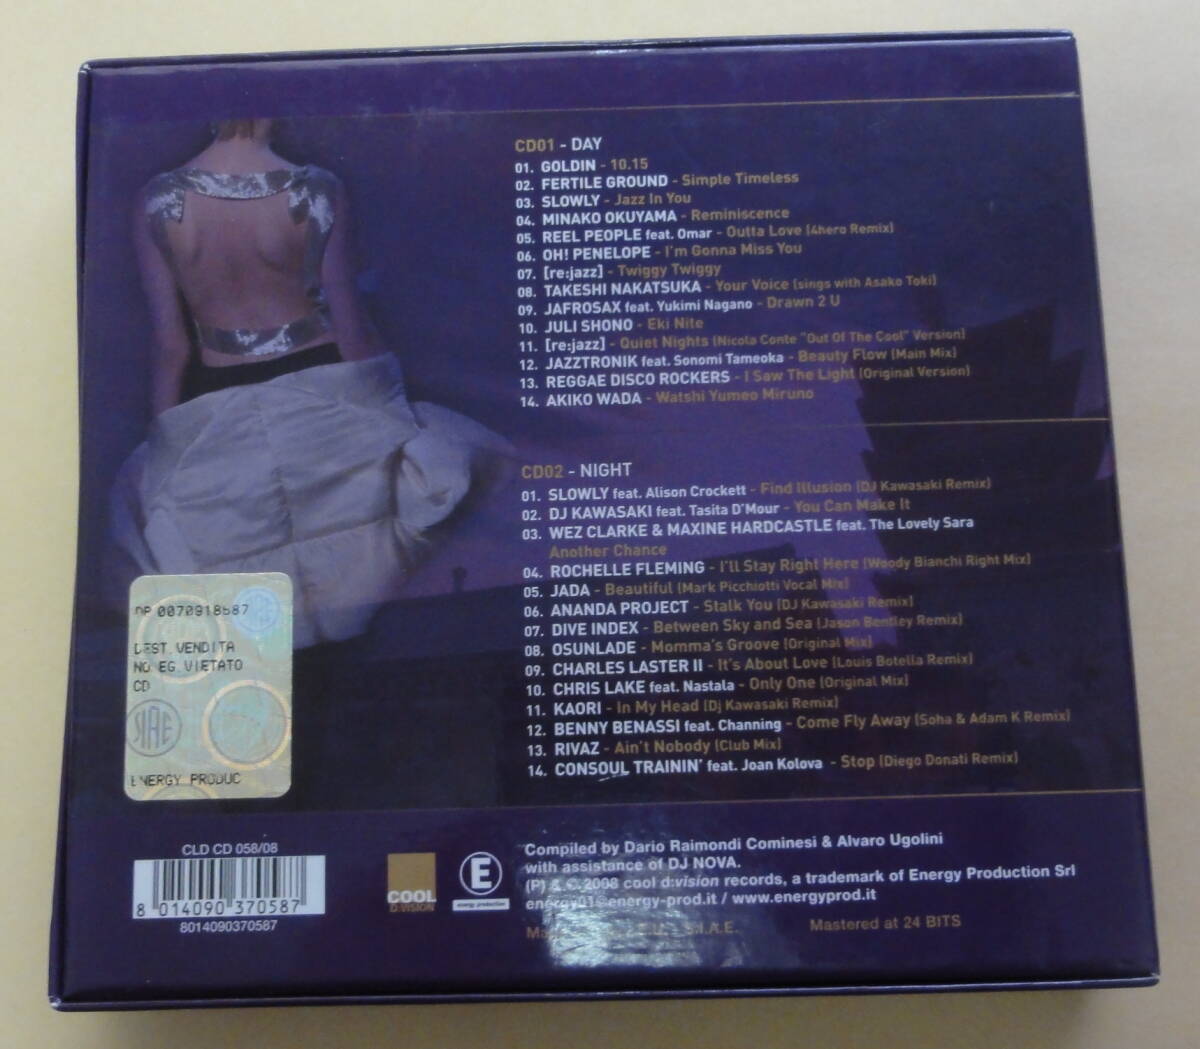 CD01 - DAY
01. GOLDIN - 10.15
02. FERTILE GROUND - Simple Timeless
03. SLOWLY - Jazz In You
04. MINAKO OKUYAMA - Reminiscence
05. REEL PEOPLE feat. Omar - Outta Love (4hero Remix)
06. OH! PENELOPE - I'm Gonna Miss You
07. [re:jazz] - Twiggy Twiggy
08. TAKESHI NAKATSUKA - Your Voice (sings with Asako Toki)
09. JAFROSAX feat. Yukimi Nagano - Drawn 2 U
10. JULI SHONO - Eki Nite
11. [re:jazz] - Quiet Nights (Nicola Conte "Out Of The Cool" Version)
12. JAZZTRONIK feat. Sonomi Tameoka - Beauty Flow (Main Mix)
13. REGGAE DISCO ROCKERS - I Saw The Light (Original Version)
14. AKIKO WADA - Watshi Yumeo Miruno
CD02 - NIGHT
01. SLOWLY feat. Alison Crockett - Find Illusion (DJ Kawasaki Remix)
02. DJ KAWASAKI feat. Tasita D'Mour - You Can Make It
03. WEZ CLARKE & MAXINE HARDCASTLE feat. The Lovely Sara
Another Chance
04. ROCHELLE FLEMING - I'll Stay Right Here (Woody Bianchi Right Mix)
05. JADA - Beautiful (Mark Picchiotti Vocal Mix)
06. ANANDA PROJECT - Stalk You (DJ Kawasaki Remix)
07. DIVE INDEX - Between Sky and Sea (Jason Bentley Remix)
08. OSUNLADE - Momma's Groove (Original Mix)
09. CHARLES LASTER II - It's About Love (Louis Botella Remix)
10. CHRIS LAKE feat. Nastala - Only One (Original Mix)
11. KAORI - In My Head (Dj Kawasaki Remix)
12. BENNY BENASSI feat. Channing - Come Fly Away (Soha & Adam K Remix)
13. RIVAZ - Ain't Nobody (Club Mix)
14. CONSOUL TRAININ' feat. Joan Kolova - Stop (Diego Donati Remix)
DEST.VENDITA
NOLEG VIETATO
CD
SIAE
ENERGY PRODUC
CLD CD 058/08
8 014090 370587
8014090370587
COOL
D:VISION
E
energy production
Compiled by Dario Raimondi Cominesi & Alvaro Ugolini
with assistance of DJ NOVA.
(P) & © 2008 cool d:vision records, a trademark of Energy Production Srl
energy01@energy-prod.it / www.energyprod.it
S.I.A.E.
Mastered at 24 BITS